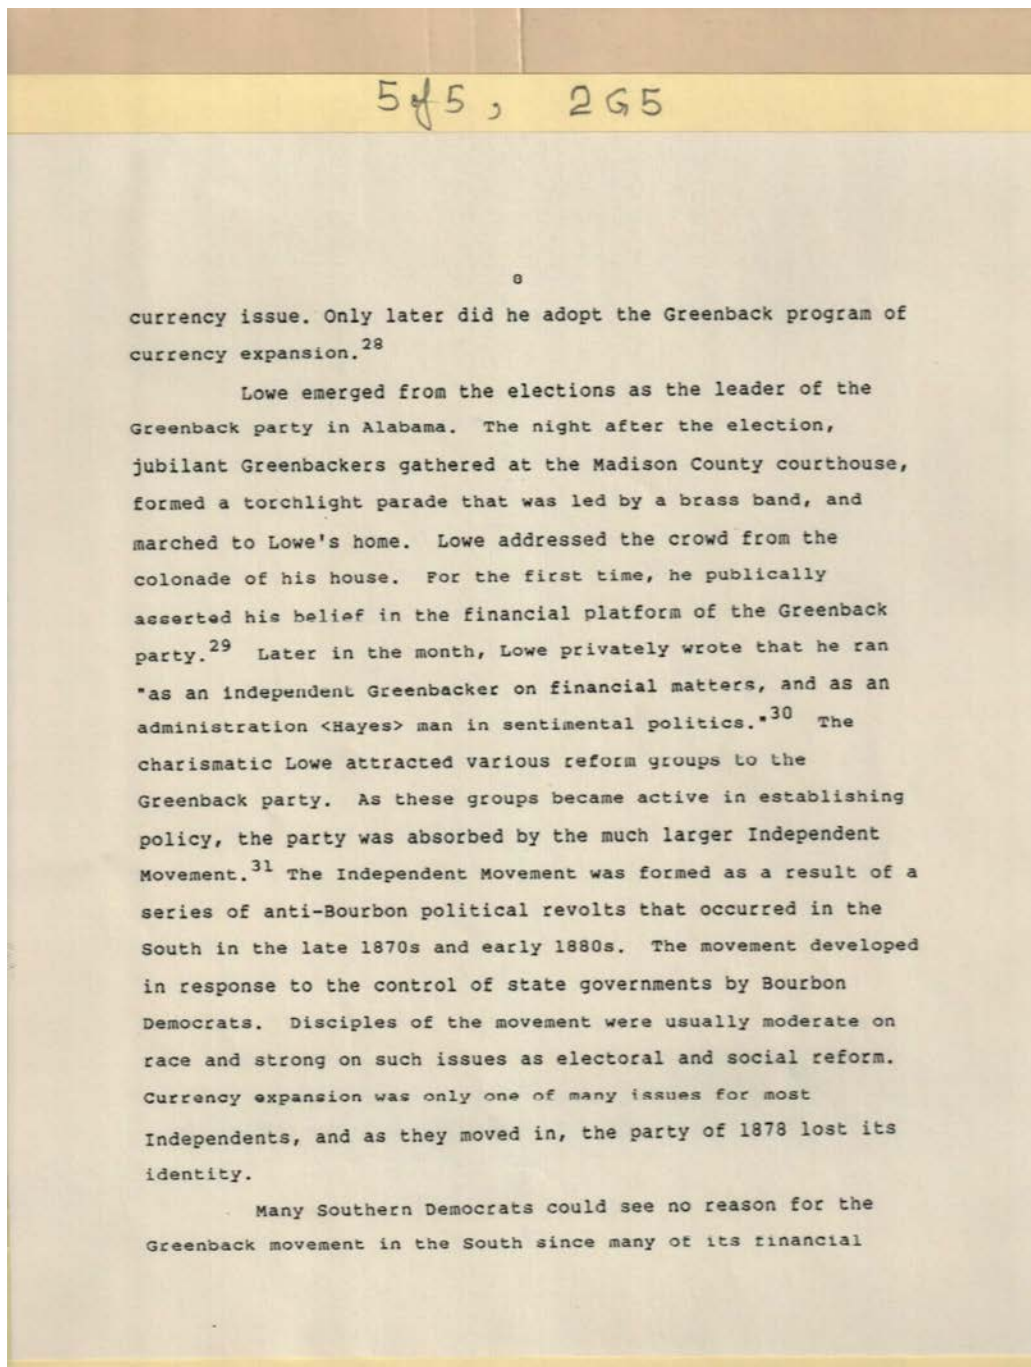 5 of 5, 2G5
8
currency issue. Only later did he adopt the Greenback program of
currency expansion.28
Lowe emerged from the elections as the leader of the
Greenback party in Alabama. The night after the election,
jubilant Greenbackers gathered at the Madison County courthouse,
formed a torchlight parade that was led by a brass band, and
marched to Lowe's home. Lowe addressed the crowd from the
colonade of his house. For the first time, he publically
asserted his belief in the financial platform of the Greenback
party.29 Later in the month, Lowe privately wrote that he ran
"as an independent Greenbacker on financial matters, and as an
administration <Hayes> man in sentimental politics."30 The
charismatic Lowe attracted various reform groups to the
Greenback party. As these groups became active in establishing
policy, the party was absorbed by the much larger Independent
Movement.31 The Independent Movement was formed as a result of a
series of anti-Bourbon political revolts that occurred in the
South in the late 1870s and early 1880s. The movement developed
in response to the control of state governments by Bourbon
Democrats. Disciples of the movement were usually moderate on
race and strong on such issues as electoral and social reform.
Currency expansion was only one of many issues for most
Independents, and as they moved in, the party of 1878 lost its
identity.
Many Southern Democrats could see no reason for the
Greenback movement in the South since many of its financial